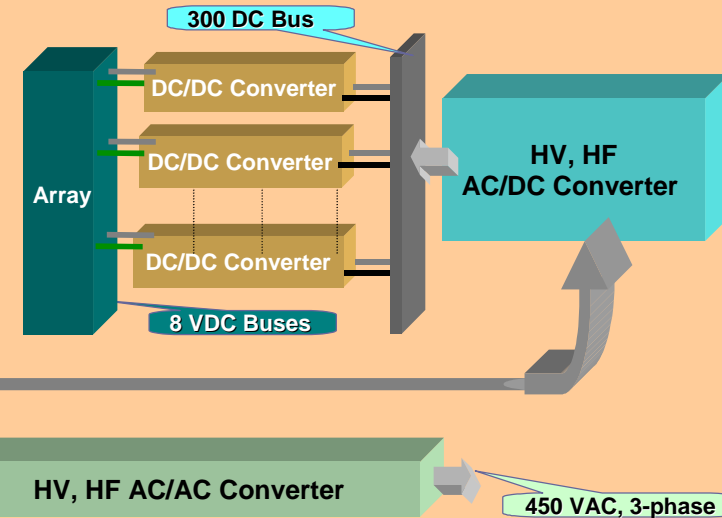 300 DC Bus
DC/DC Converter
DC/DC Converter
DC/DC Converter
Array
HV, HF
AC/DC Converter
8 VDC Buses
HV, HF AC/AC Converter
450 VAC, 3-phase